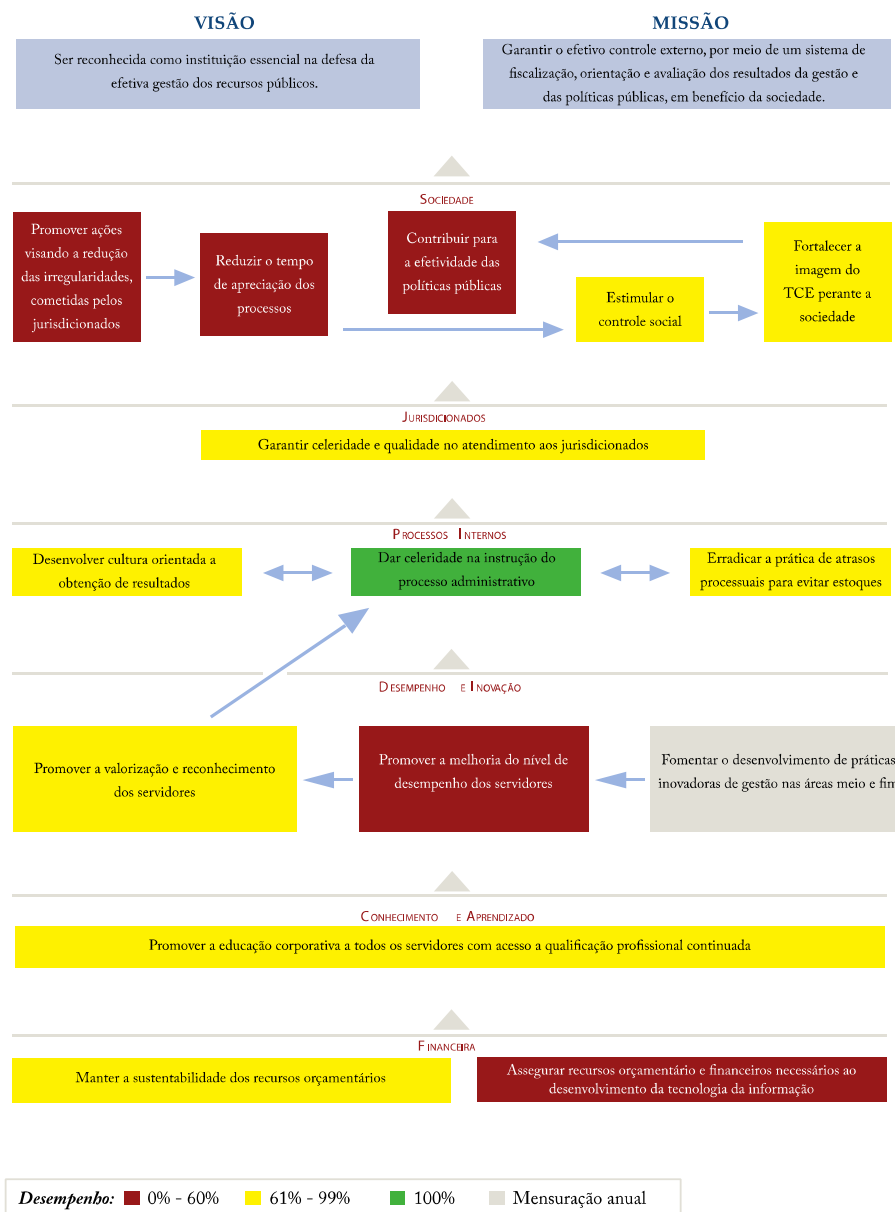 VISÃO
Ser reconhecida como instituição essencial na defesa da
efetiva gestão dos recursos públicos.
MISSÃO
Garantir o efetivo controle externo, por meio de um sistema de
fiscalização, orientação e avaliação dos resultados da gestão e
das políticas públicas, em benefício da sociedade.
SOCIEDADE
Promover ações
visando a redução
das irregularidades,
cometidas pelos
jurisdicionados
Reduzir o tempo
de apreciação dos
processos
Contribuir para
a efetividade das
políticas públicas
Estimular o
controle social
Fortalecer a
imagem do
TCE perante a
sociedade
JURISDICIONADOS
Garantir celeridade e qualidade no atendimento aos jurisdicionados
PROCESSOS INTERNOS
Desenvolver cultura orientada a
obtenção de resultados
Dar celeridade na instrução do
processo administrativo
Erradicar a prática de atrasos
processuais para evitar estoques
DESEMPENHO E INOVAÇÃO
Promover a valorização e reconhecimento
dos servidores
Promover a melhoria do nível de
desempenho dos servidores
Fomentar o desenvolvimento de práticas
inovadoras de gestão nas áreas meio e fim
CONHECIMENTO E APRENDIZADO
Promover a educação corporativa a todos os servidores com acesso a qualificação profissional continuada
FINANCEIRA
Manter a sustentabilidade dos recursos orçamentários
Assegurar recursos orçamentário e financeiros necessários ao
desenvolvimento da tecnologia da informação
Desempenho: 0% - 60% 61% - 99% 100% Mensuração anual